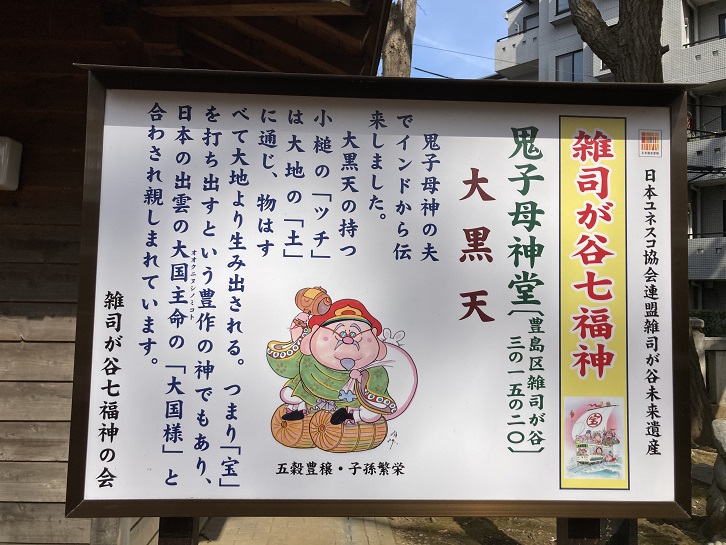 日本ユネスコ協会連盟雑司が谷未来遺産
雑司が谷七福神
宝
鬼子母神堂〔豊島区雑司が谷三の一五の二〇〕
大黒天
鬼子母神の夫
でインドから伝
来しました。
大黒天の持つ
小槌の「ツチ」
は大地の「土」
に通じ、物はす
べて大地より生み出される。つまり「宝」
を打ち出すという豊作の神でもあり、
日本の出雲の大国主命の「大国様」と
オオクニヌシノミコト
合わされ親しまれています。
五穀豊穣・子孫繁栄
雑司が谷七福神の会